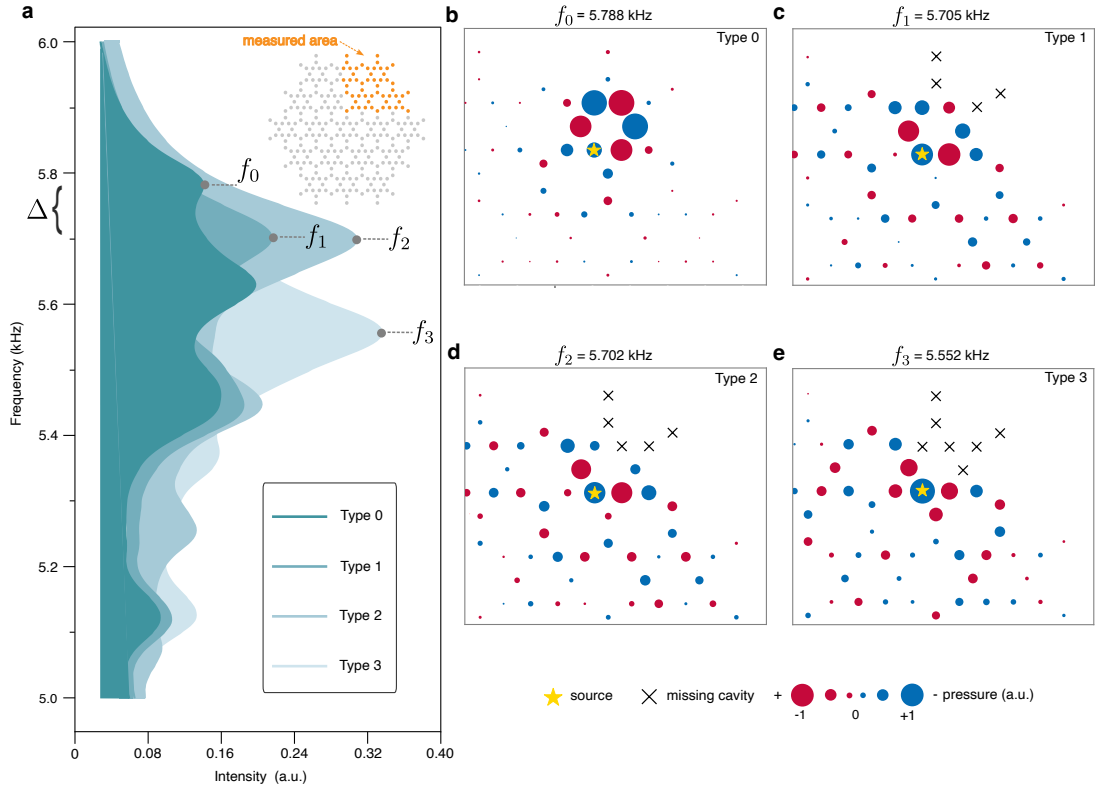 a
measured area
6.0
5.8
5.6
5.4
5.2
5.0
Frequency (kHz)
Δ {
f0
f1
f2
f3
Type 0
Type 1
Type 2
Type 3
0
0.08
0.16
0.24
0.32
0.40
Intensity (a.u.)
b
f0 = 5.788 kHz
Type 0
c
f1 = 5.705 kHz
Type 1
d
f2 = 5.702 kHz
Type 2
e
f3 = 5.552 kHz
Type 3
source
missing cavity
+
- pressure (a.u.)
-1
0
+1